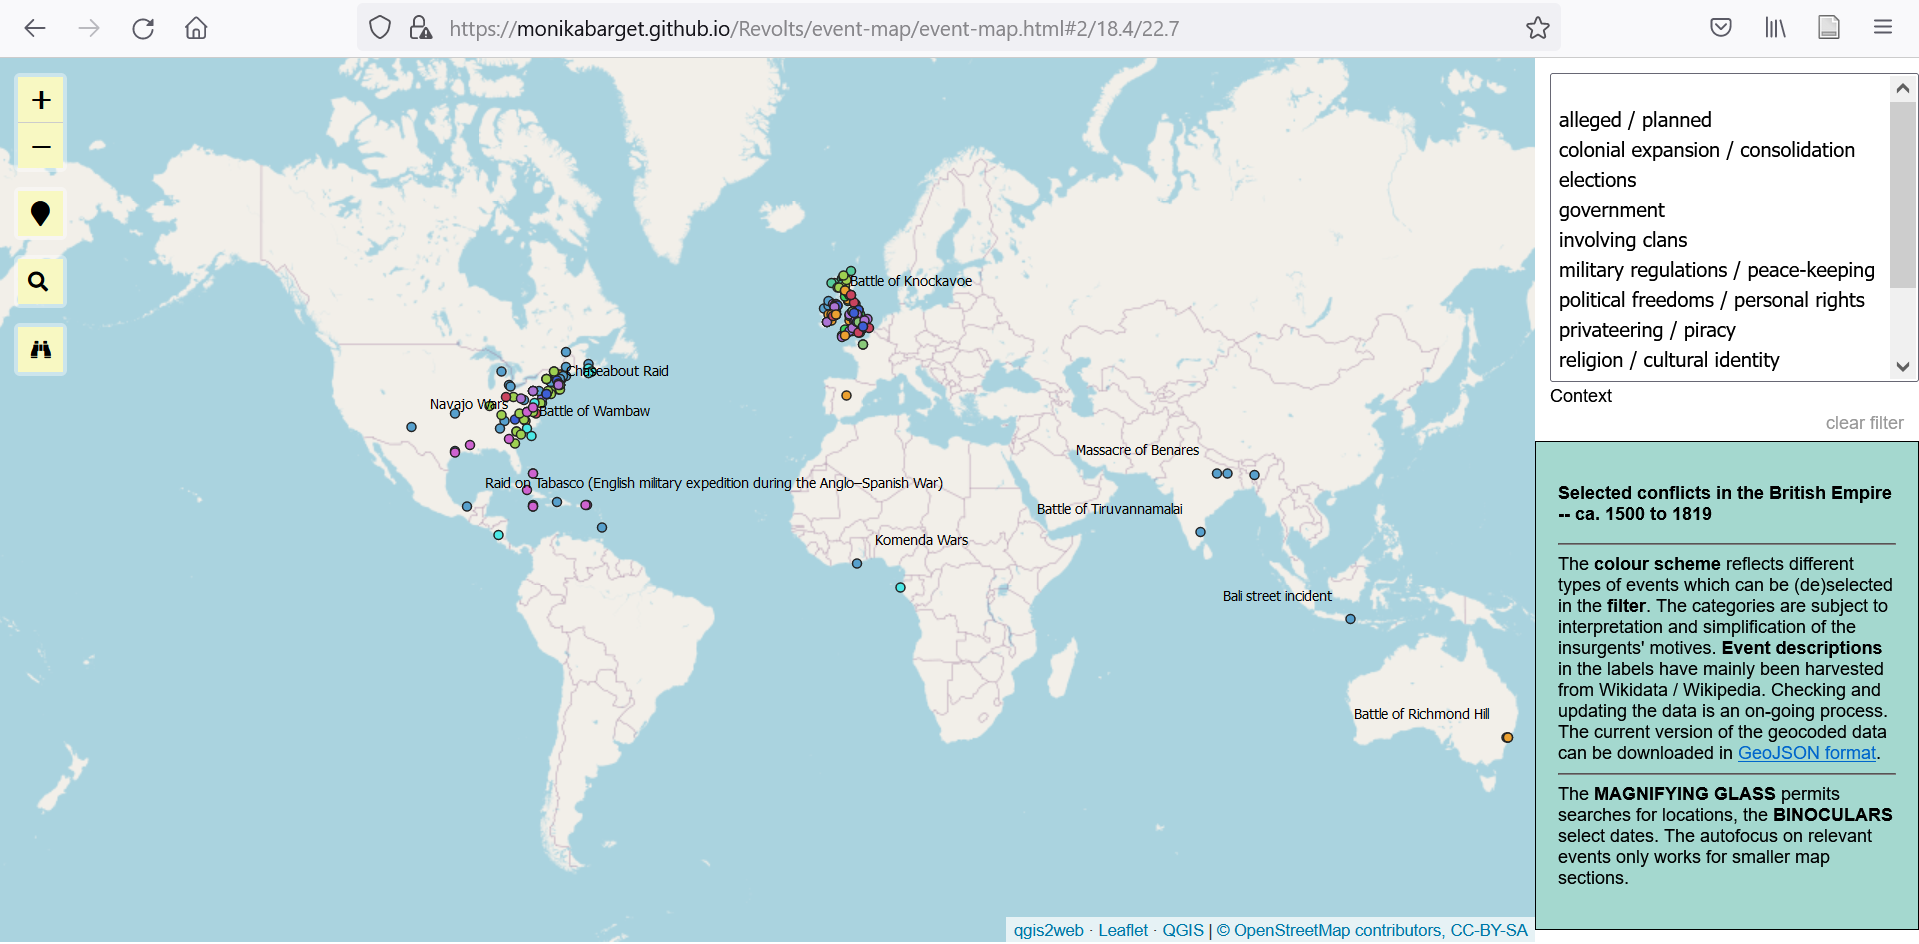 https://monikabarget.github.io/Revolts/event-map/event-map.html#2/18.4/22.7
+
−
Battle of Knockavoe
Chaseabout Raid
Navajo Wars
Battle of Wambaw
Massacre of Benares
Raid on Tabasco (English military expedition during the Anglo–Spanish War)
Battle of Tiruvannamalai
Komenda Wars
Bali street incident
Battle of Richmond Hill
qgis2web · Leaflet · QGIS | © OpenStreetMap contributors, CC-BY-SA
alleged / planned
colonial expansion / consolidation
elections
government
involving clans
military regulations / peace-keeping
political freedoms / personal rights
privateering / piracy
religion / cultural identity
Context
clear filter
Selected conflicts in the British Empire
-- ca. 1500 to 1819
The colour scheme reflects different
types of events which can be (de)selected
in the filter. The categories are subject to
interpretation and simplification of the
insurgents' motives. Event descriptions
in the labels have mainly been harvested
from Wikidata / Wikipedia. Checking and
updating the data is an on-going process.
The current version of the geocoded data
can be downloaded in GeoJSON format.
The MAGNIFYING GLASS permits
searches for locations, the BINOCULARS
select dates. The autofocus on relevant
events only works for smaller map
sections.